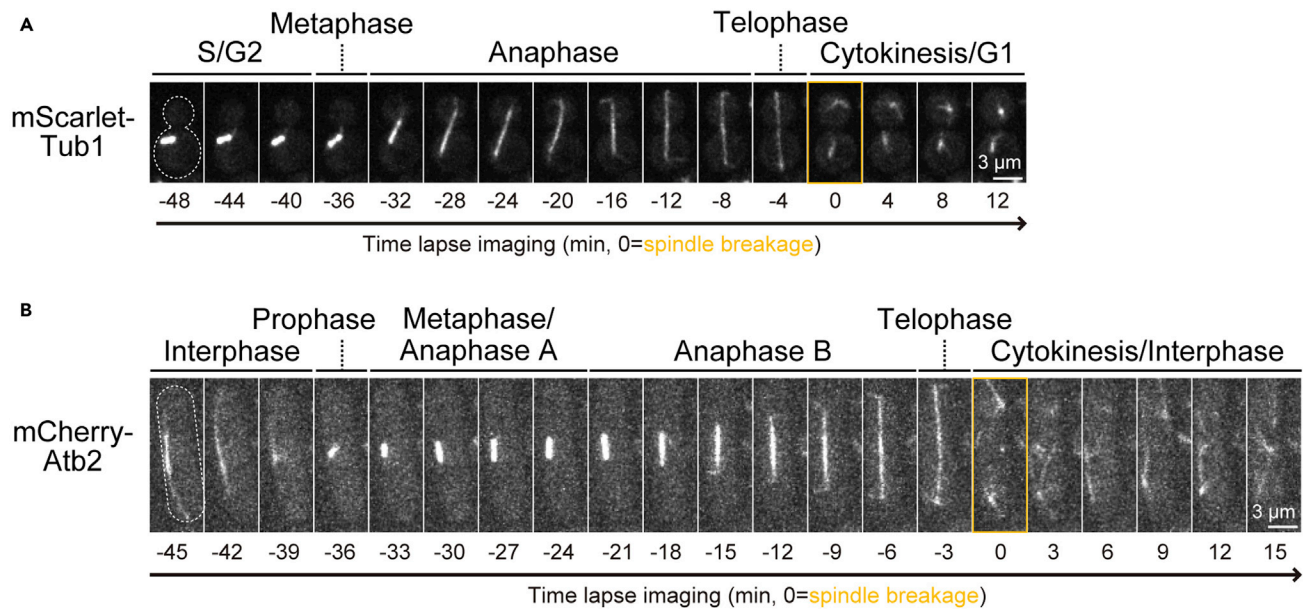 A
Metaphase
Telophase
S/G2
Anaphase
Cytokinesis/G1
mScarlet-
Tub1
3 μm
-48 -44 -40 -36 -32 -28 -24 -20 -16 -12 -8 -4 0 4 8 12
Time lapse imaging (min, 0=spindle breakage)
B
Prophase
Metaphase/
Anaphase A
Telophase
Interphase
Anaphase B
Cytokinesis/Interphase
mCherry-
Atb2
3 μm
-45 -42 -39 -36 -33 -30 -27 -24 -21 -18 -15 -12 -9 -6 -3 0 3 6 9 12 15
Time lapse imaging (min, 0=spindle breakage)